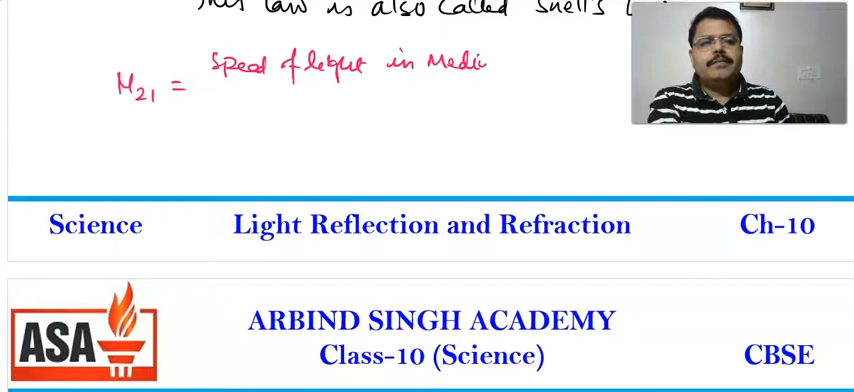 This law is also called Snell's
Speed of light in Medi
μ21 =
Science Light Reflection and Refraction Ch-10
ASA
ARBIND SINGH ACADEMY
Class-10 (Science) CBSE